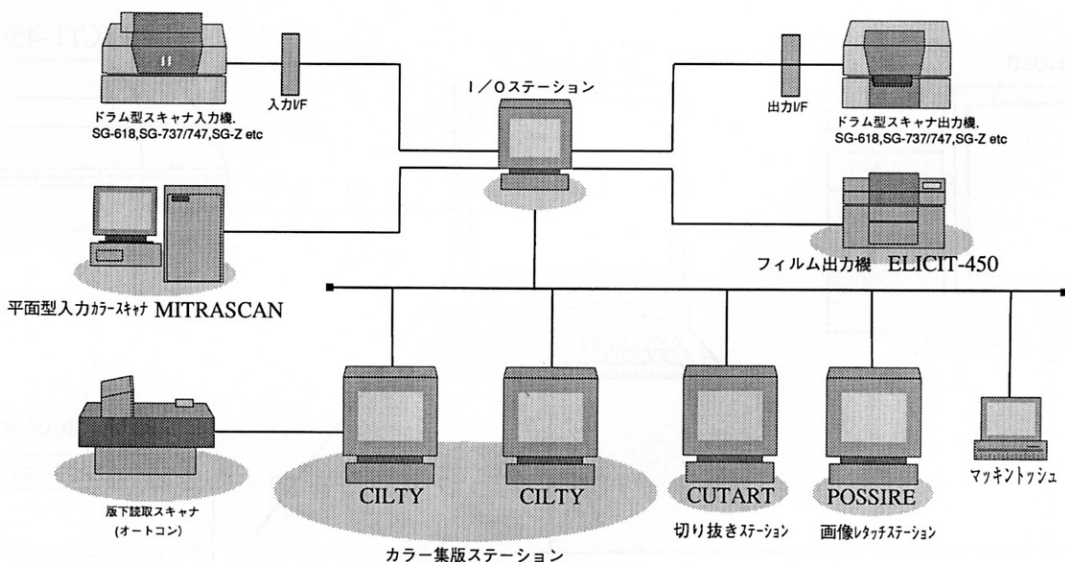 I／Oステーション
入力I/F
出力I/F
ドラム型スキャナ入力機.
SG-618,SG-737/747,SG-Z etc
ドラム型スキャナ出力機.
SG-618,SG-737/747,SG-Z etc
フィルム出力機 ELICIT-450
平面型入力ｶﾗｰｽｷｬﾅ MITRASCAN
CILTY
CILTY
CUTART
POSSIRE
マッキントッシュ
版下読取スキャナ
(オートコン)
切り抜きｽﾃｰｼｮﾝ
画像ﾚﾀｯﾁｽﾃｰｼｮﾝ
カラー集版ステーション